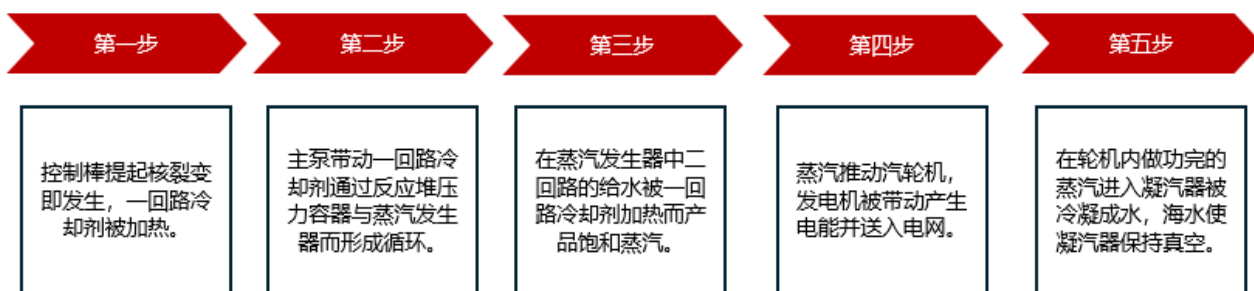 第一步
第二步
第三步
第四步
第五步
控制棒提起核裂变
即发生，一回路冷
却剂被加热。
主泵带动一回路冷
却剂通过反应堆压
力容器与蒸汽发生
器而形成循环。
在蒸汽发生器中二
回路的给水被一回
路冷却剂加热而产
品饱和蒸汽。
蒸汽推动汽轮机，
发电机被带动产生
电能并送入电网。
在轮机内做功完的
蒸汽进入凝汽器被
冷凝成水，海水使
凝汽器保持真空。